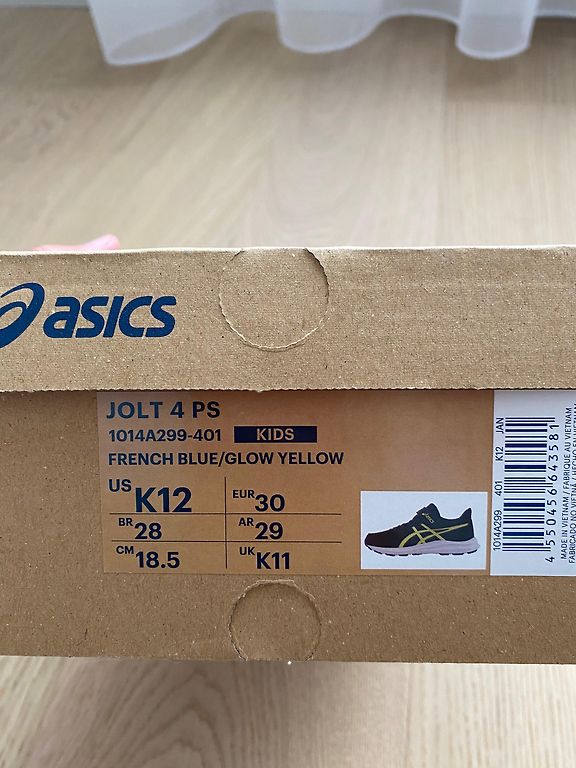 asics
JOLT 4 PS
1014A299-401 KIDS
FRENCH BLUE/GLOW YELLOW
US K12
EUR 30
BR 28
AR 29
CM 18.5
UK K11
1014A299 401 K12 JAN
4 550456 643581
MADE IN VIETNAM / FABRIQUÉ AU VIETNAM